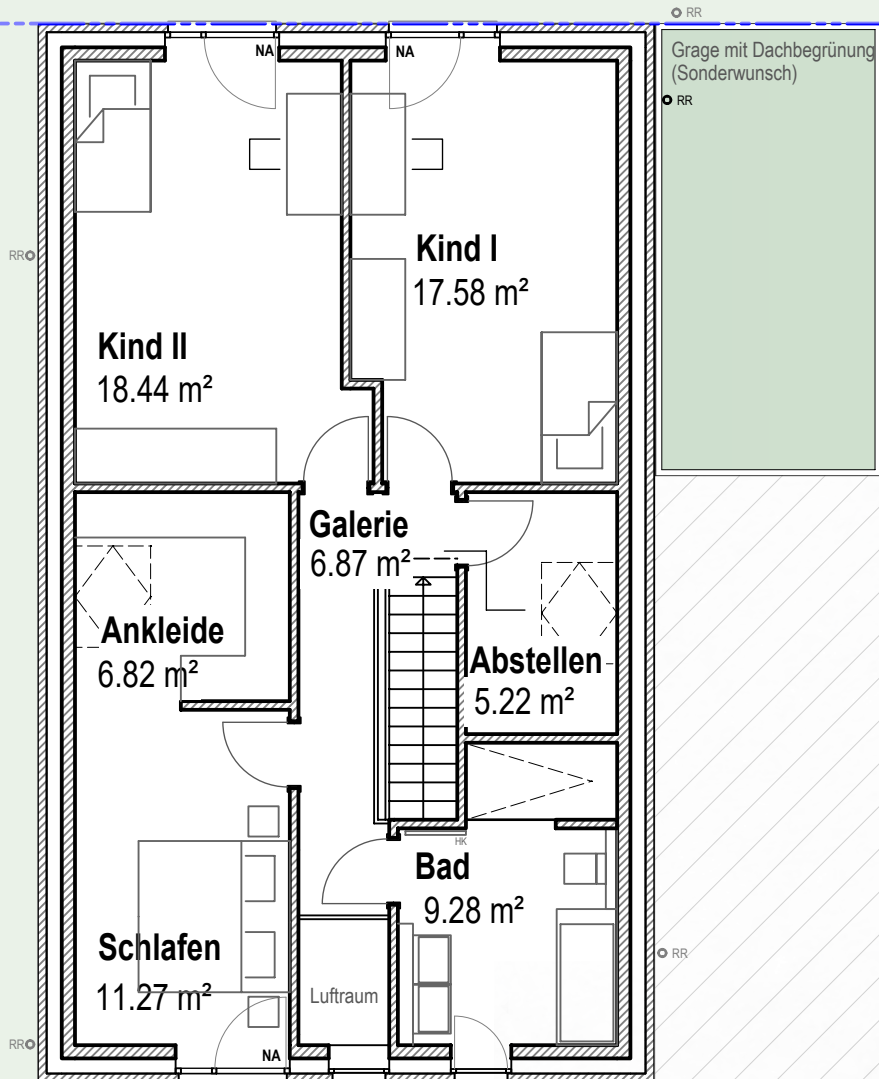 RR
NA
NA
Grage mit Dachbegrünung
(Sonderwunsch)
RR
RR
Kind I
17.58 m²
Kind II
18.44 m²
Galerie
6.87 m²
Ankleide
6.82 m²
Abstellen
5.22 m²
HK
Bad
9.28 m²
Schlafen
11.27 m²
Luftraum
RR
RR
NA